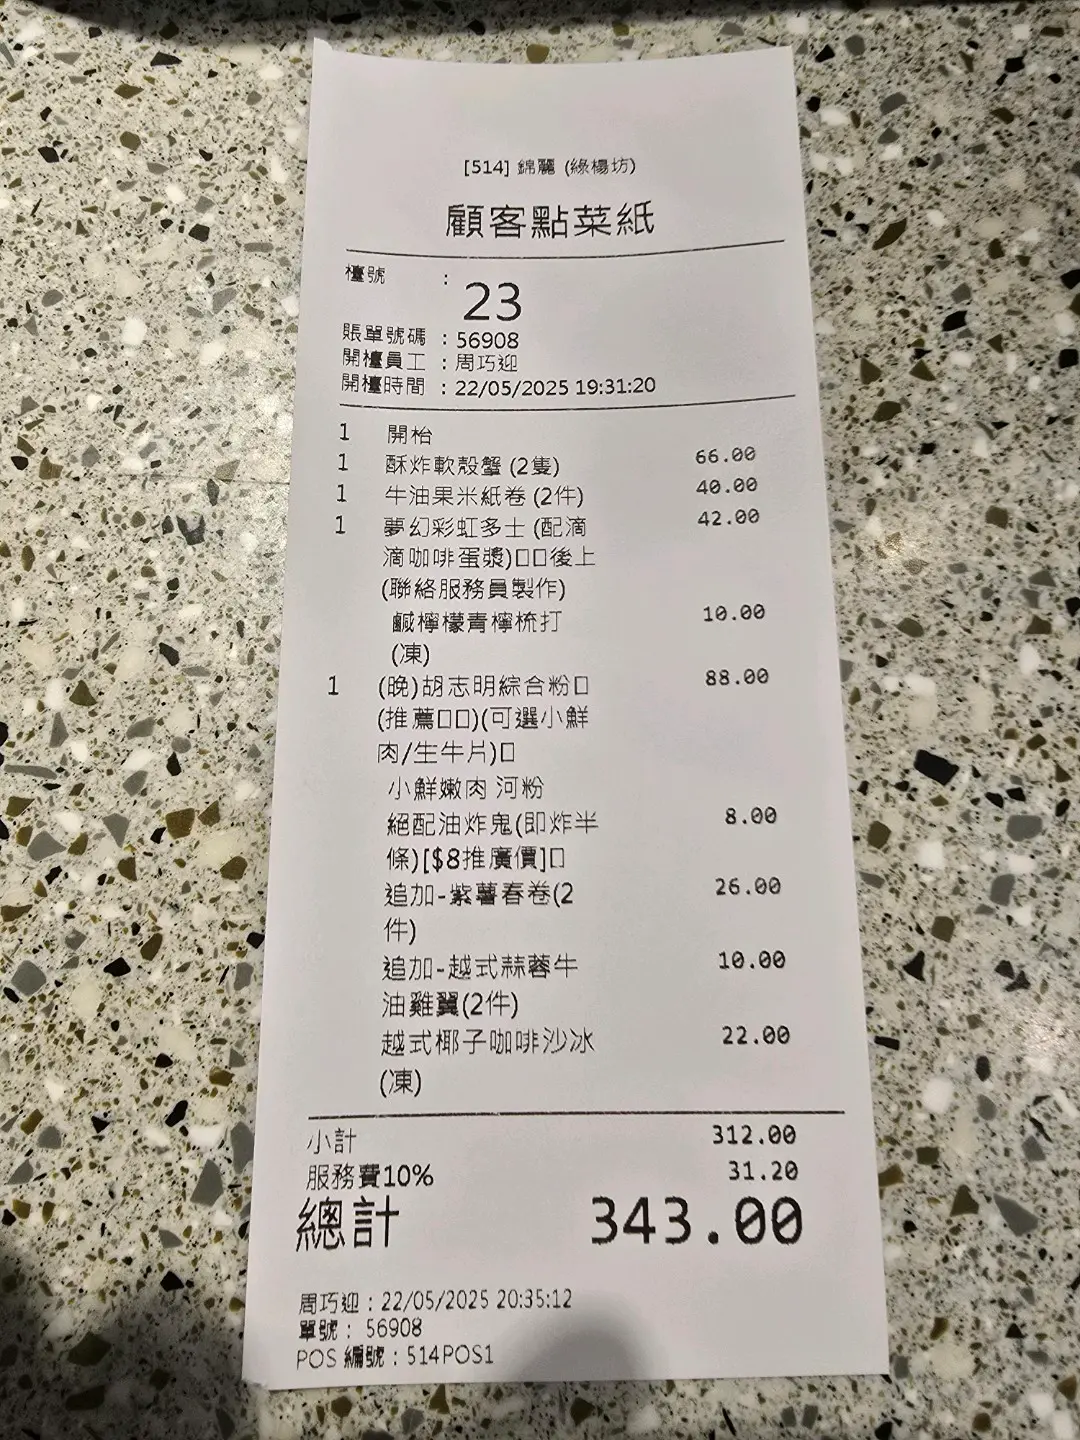 [514] 錦麗 (綠楊坊)
顧客點菜紙
檯號 : 23
賬單號碼 : 56908
開檯員工 : 周巧迎
開檯時間 : 22/05/2025 19:31:20
1 開枱
1 酥炸軟殼蟹 (2隻) 66.00
1 牛油果米紙卷 (2件) 40.00
1 夢幻彩虹多士 (配滴 42.00
滴咖啡蛋漿)□□後上
(聯絡服務員製作)
鹹檸檬青檸梳打 10.00
(凍)
1 (晚)胡志明綜合粉□ 88.00
(推薦□□)(可選小鮮
肉/生牛片)□
小鮮嫩肉 河粉
絕配油炸鬼(即炸半 8.00
條)[$8推廣價]□
追加-紫薯春卷(2 26.00
件)
追加-越式蒜蓉牛 10.00
油雞翼(2件)
越式椰子咖啡沙冰 22.00
(凍)
小計 312.00
服務費10% 31.20
總計 343.00
周巧迎 : 22/05/2025 20:35:12
單號 : 56908
POS 編號 : 514POS1